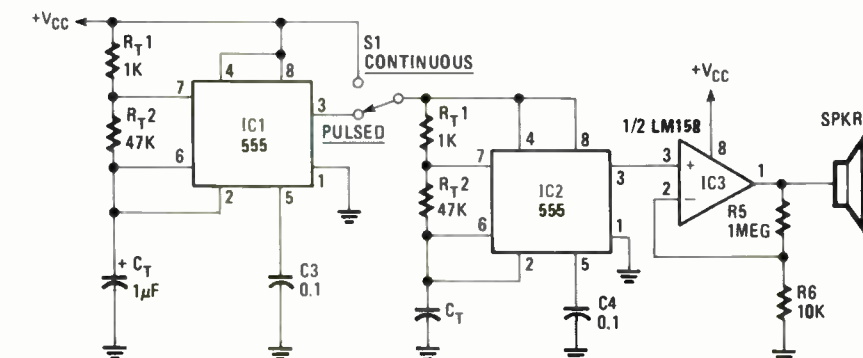 +VCC
RT1
1K
7
RT2
47K
6
+ CT
1µF
4
8
IC1
555
3
1
2
5
C3
0.1
S1
CONTINUOUS
PULSED
RT1
1K
7
RT2
47K
6
CT
4
8
IC2
555
3
1
2
5
C4
0.1
1/2 LM158
+VCC
8
3
+
2
−
IC3
1
R5
1MEG
R6
10K
SPKR